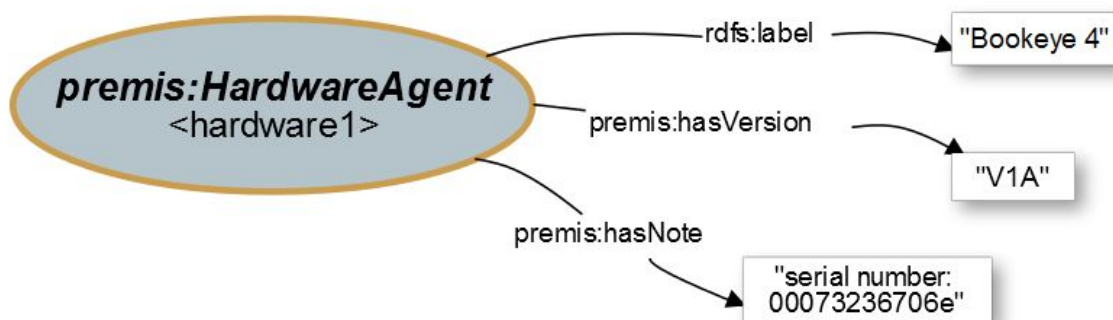 rdfs:label
"Bookeye 4"
premis:HardwareAgent
<hardware1>
premis:hasVersion
"V1A"
premis:hasNote
"serial number:
00073236706e"